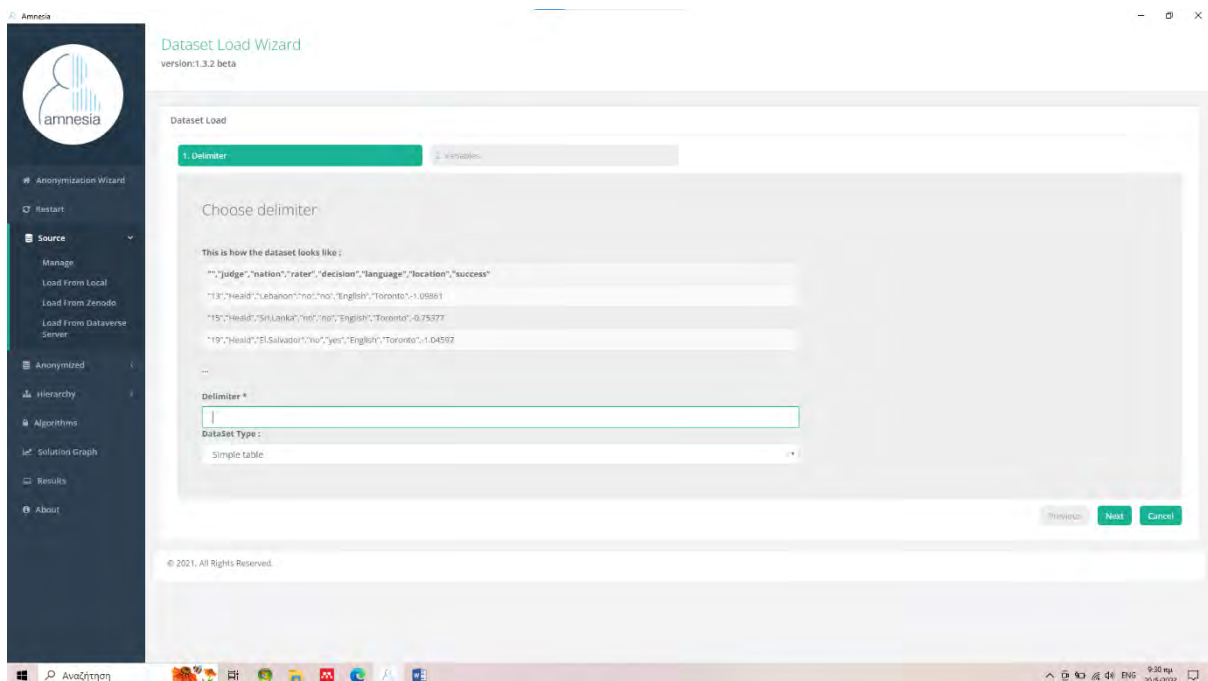 Amnesia
Dataset Load Wizard
version:1.3.2 beta
amnesia
Dataset Load
1. Delimiter
2. Variables
Anonymization Wizard
Restart
Source
Manage
Load From Local
Load From Zenodo
Load From Dataverse
Server
Anonymized
Hierarchy
Algorithms
Solution Graph
Results
About
Choose delimiter
This is how the dataset looks like :
"","judge","nation","rater","decision","language","location","success"
"13","Heald","Lebanon","no","no","English","Toronto",-1.09861
"15","Heald","Sri.Lanka","no","no","English","Toronto",-0.75377
"19","Heald","El.Salvador","no","yes","English","Toronto",-1.04597
...
Delimiter *
DataSet Type :
Simple table
Previous
Next
Cancel
© 2021. All Rights Reserved.
Αναζήτηση
ENG
9:30 πμ
20/5/2022